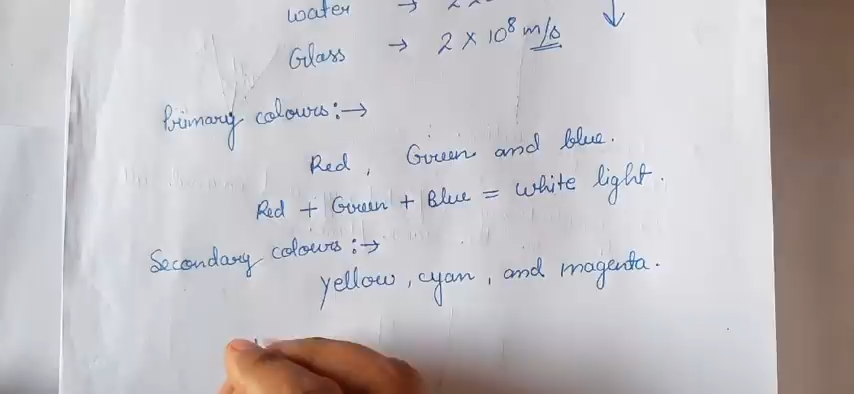 water →
Glass → 2 × 10⁸ m/s
Primary colours :→
Red, Green and blue.
Red + Green + Blue = White light.
Secondary colours :→
yellow, cyan, and magenta.